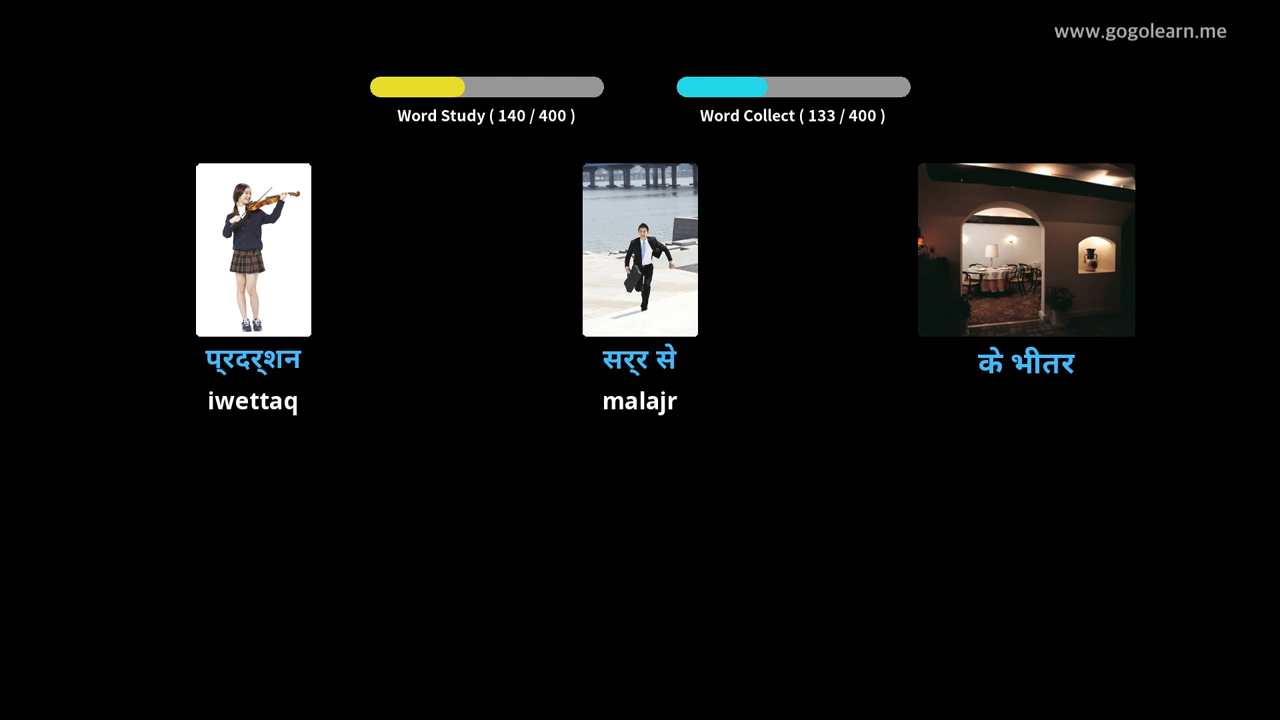 www.gogolearn.me
Word Study ( 140 / 400 )
Word Collect ( 133 / 400 )
प्रदर्शन
सर्र से
के भीतर
iwettaq
malajr